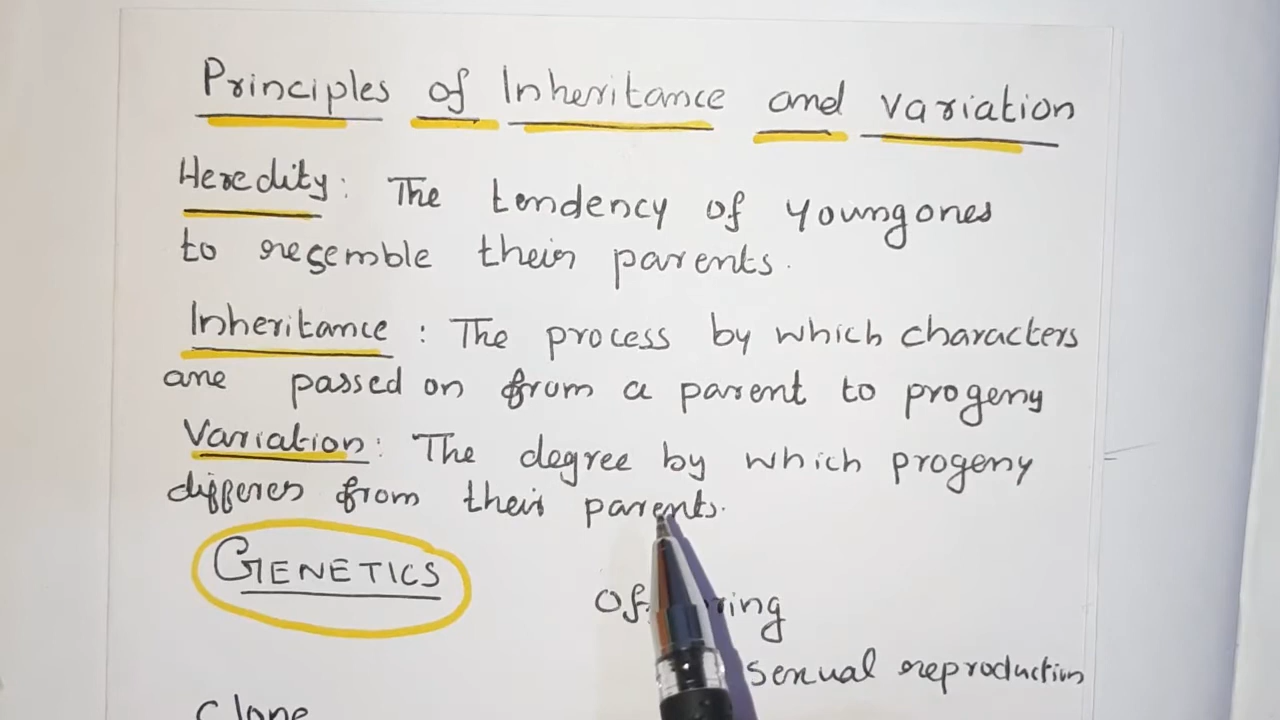 Principles of Inheritance and variation
Heredity: The tendency of Youngones
to resemble their parents.
Inheritance : The process by which characters
are passed on from a parent to progeny
Variation: The degree by which progeny
differes from their parents.
GENETICS
sexual reproduction
Clone